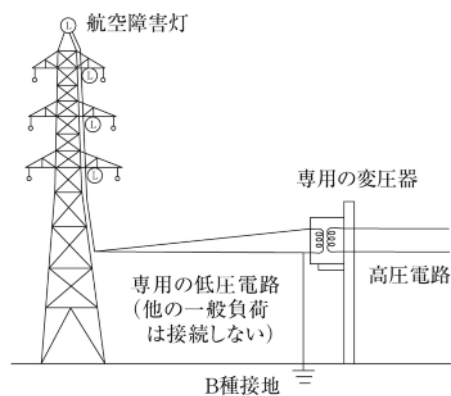 Ⓛ 航空障害灯
Ⓛ
Ⓛ
Ⓛ
専用の変圧器
高圧電路
専用の低圧電路
(他の一般負荷
は接続しない)
B種接地